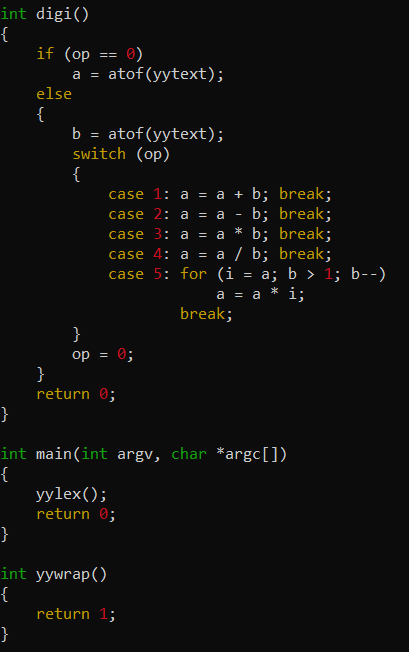 int digi()
{
    if (op == 0)
        a = atof(yytext);
    else
    {
        b = atof(yytext);
        switch (op)
        {
            case 1: a = a + b; break;
            case 2: a = a - b; break;
            case 3: a = a * b; break;
            case 4: a = a / b; break;
            case 5: for (i = a; b > 1; b--)
                        a = a * i;
                    break;
        }
        op = 0;
    }
    return 0;
}

int main(int argv, char *argc[])
{
    yylex();
    return 0;
}

int yywrap()
{
    return 1;
}